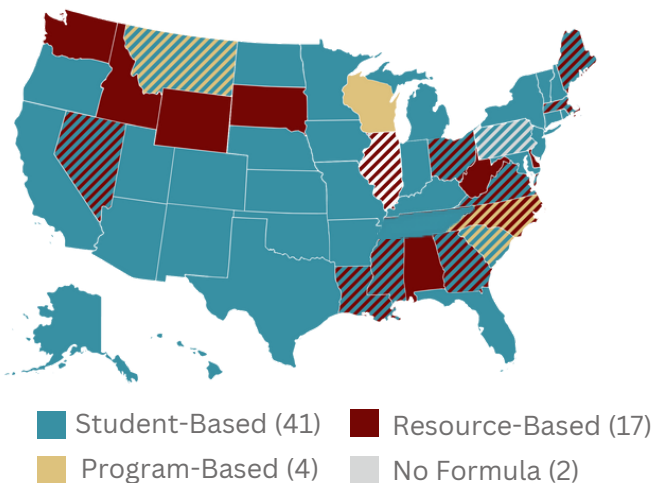 Student-Based (41)
Resource-Based (17)
Program-Based (4)
No Formula (2)